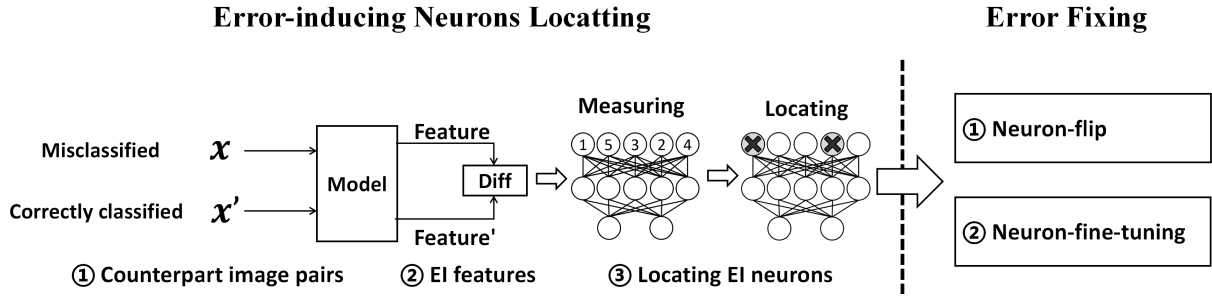 Error-inducing Neurons Locatting
Error Fixing
Measuring
Locating
Misclassified x
Correctly classified x'
Model
Feature
Diff
Feature'
1 5 3 2 4
① Counterpart image pairs
② EI features
③ Locating EI neurons
① Neuron-flip
② Neuron-fine-tuning